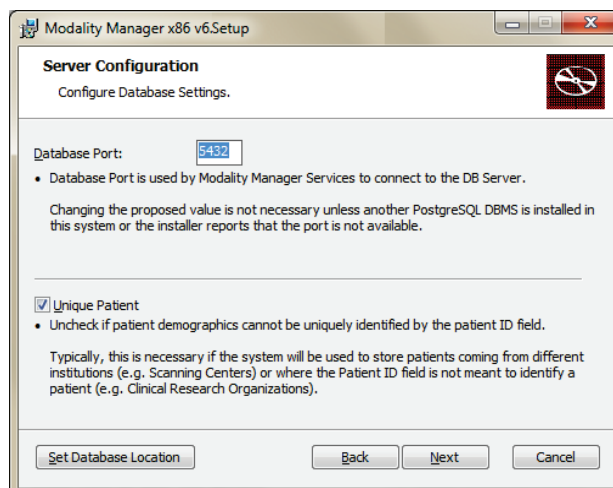 Modality Manager x86 v6.Setup
Server Configuration
Configure Database Settings.
Database Port: 5432
• Database Port is used by Modality Manager Services to connect to the DB Server.
Changing the proposed value is not necessary unless another PostgreSQL DBMS is installed in
this system or the installer reports that the port is not available.
Unique Patient
• Uncheck if patient demographics cannot be uniquely identified by the patient ID field.
Typically, this is necessary if the system will be used to store patients coming from different
institutions (e.g. Scanning Centers) or where the Patient ID field is not meant to identify a
patient (e.g. Clinical Research Organizations).
Set Database Location Back Next Cancel